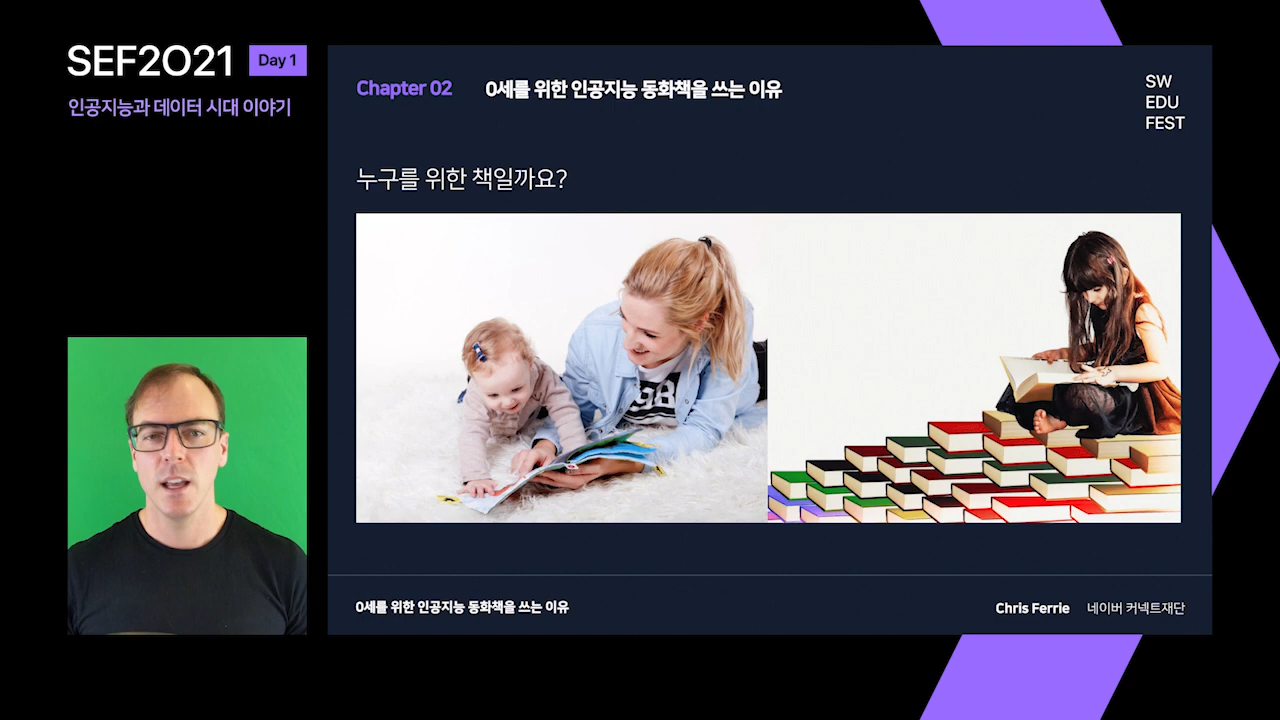 SEF2021 Day 1
인공지능과 데이터 시대 이야기
Chapter 02 0세를 위한 인공지능 동화책을 쓰는 이유
SW
EDU
FEST
누구를 위한 책일까요?
0세를 위한 인공지능 동화책을 쓰는 이유
Chris Ferrie 네이버 커넥트재단